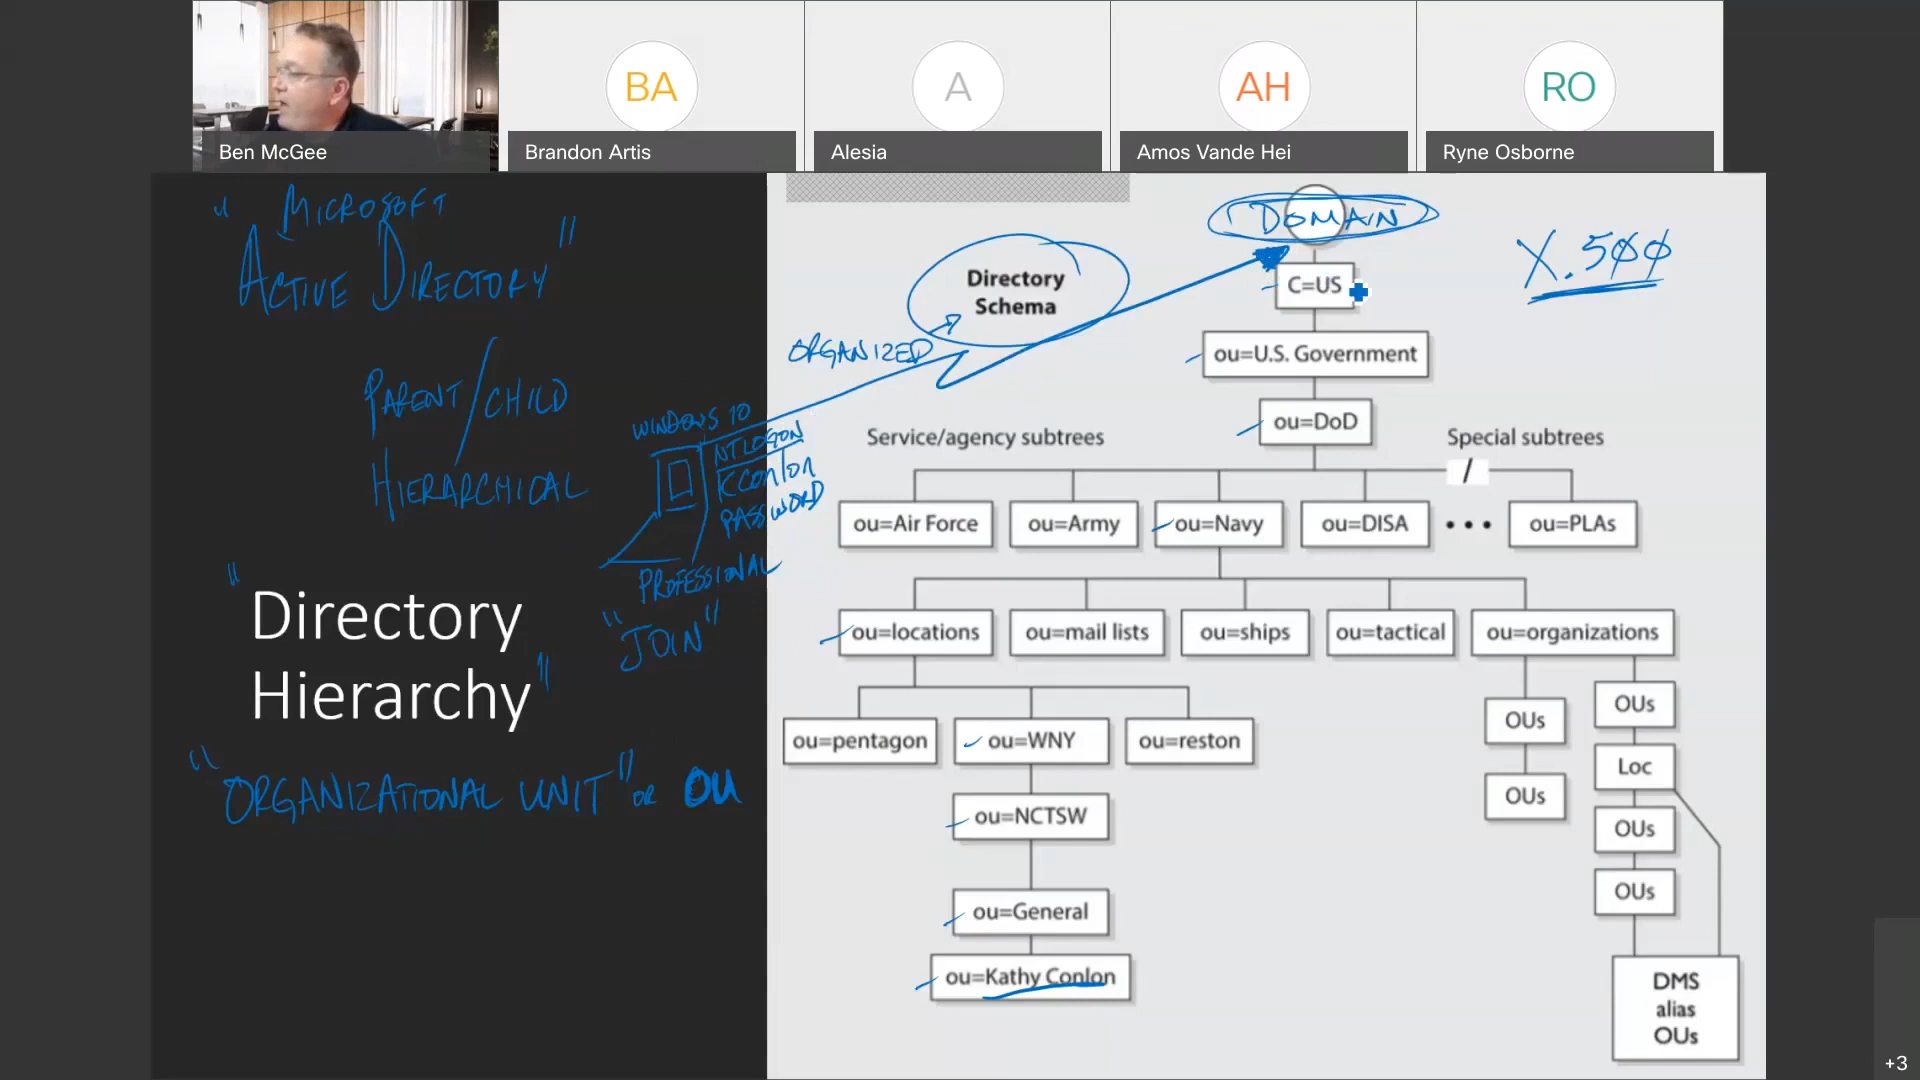 BA
A
AH
RO
Ben McGee
Brandon Artis
Alesia
Amos Vande Hei
Ryne Osborne
" MICROSOFT
ACTIVE DIRECTORY "
PARENT/CHILD
HIERARCHICAL
" Directory
Hierarchy "
"ORGANIZATIONAL UNIT" OR OU
WINDOWS 10
NTLOGON
KConlon
PASSWORD
PROFESSIONAL
"JOIN"
ORGANIZED
Directory
Schema
DOMAIN
X.500
C=US
ou=U.S. Government
ou=DoD
Service/agency subtrees
Special subtrees
/
ou=Air Force
ou=Army
ou=Navy
ou=DISA
• • •
ou=PLAs
ou=locations
ou=mail lists
ou=ships
ou=tactical
ou=organizations
ou=pentagon
ou=WNY
ou=reston
ou=NCTSW
ou=General
ou=Kathy Conlon
OUs
OUs
OUs
Loc
OUs
OUs
DMS
alias
OUs
+3